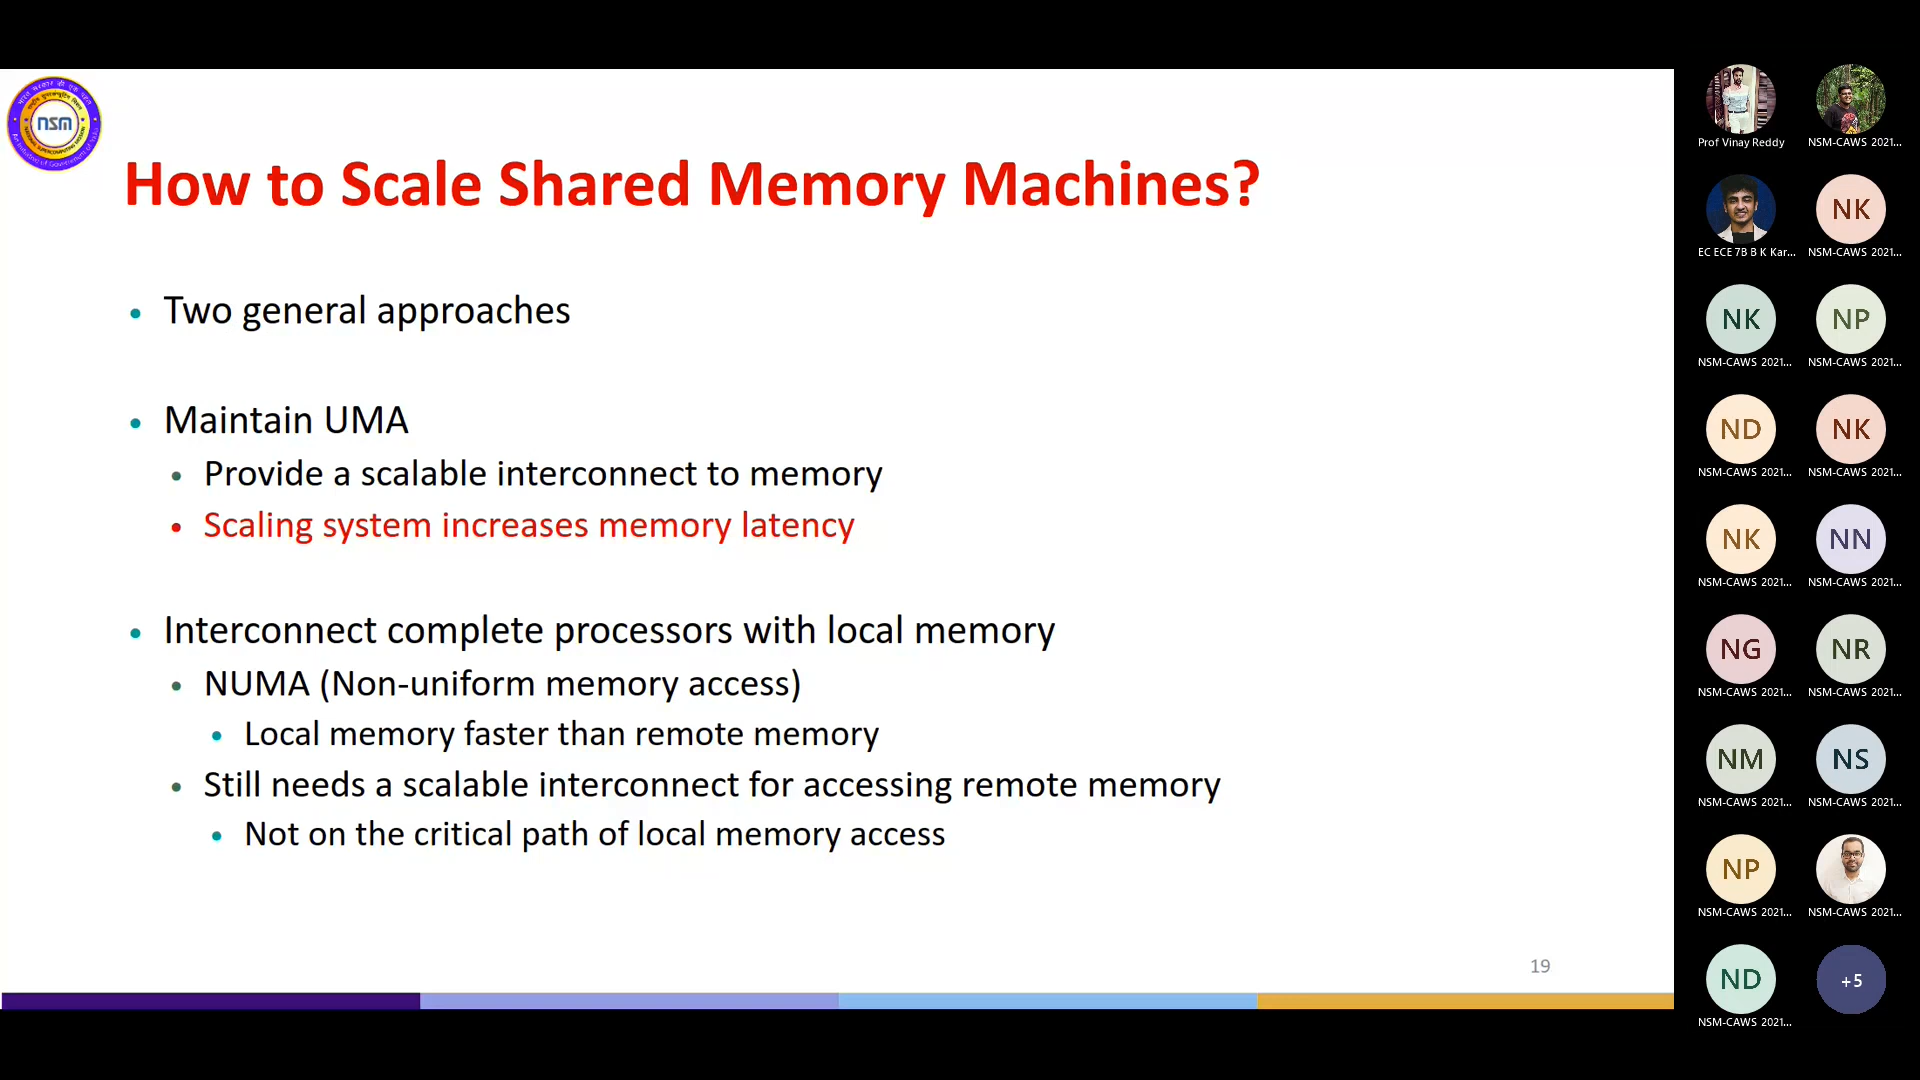 nsm
How to Scale Shared Memory Machines?
• Two general approaches
• Maintain UMA
• Provide a scalable interconnect to memory
• Scaling system increases memory latency
• Interconnect complete processors with local memory
• NUMA (Non-uniform memory access)
• Local memory faster than remote memory
• Still needs a scalable interconnect for accessing remote memory
• Not on the critical path of local memory access
19
Prof Vinay Reddy
NSM-CAWS 2021...
EC ECE 7B B K Kar...
NK
NSM-CAWS 2021...
NK
NSM-CAWS 2021...
NP
NSM-CAWS 2021...
ND
NSM-CAWS 2021...
NK
NSM-CAWS 2021...
NK
NSM-CAWS 2021...
NN
NSM-CAWS 2021...
NG
NSM-CAWS 2021...
NR
NSM-CAWS 2021...
NM
NSM-CAWS 2021...
NS
NSM-CAWS 2021...
NP
NSM-CAWS 2021...
NSM-CAWS 2021...
ND
NSM-CAWS 2021...
+5